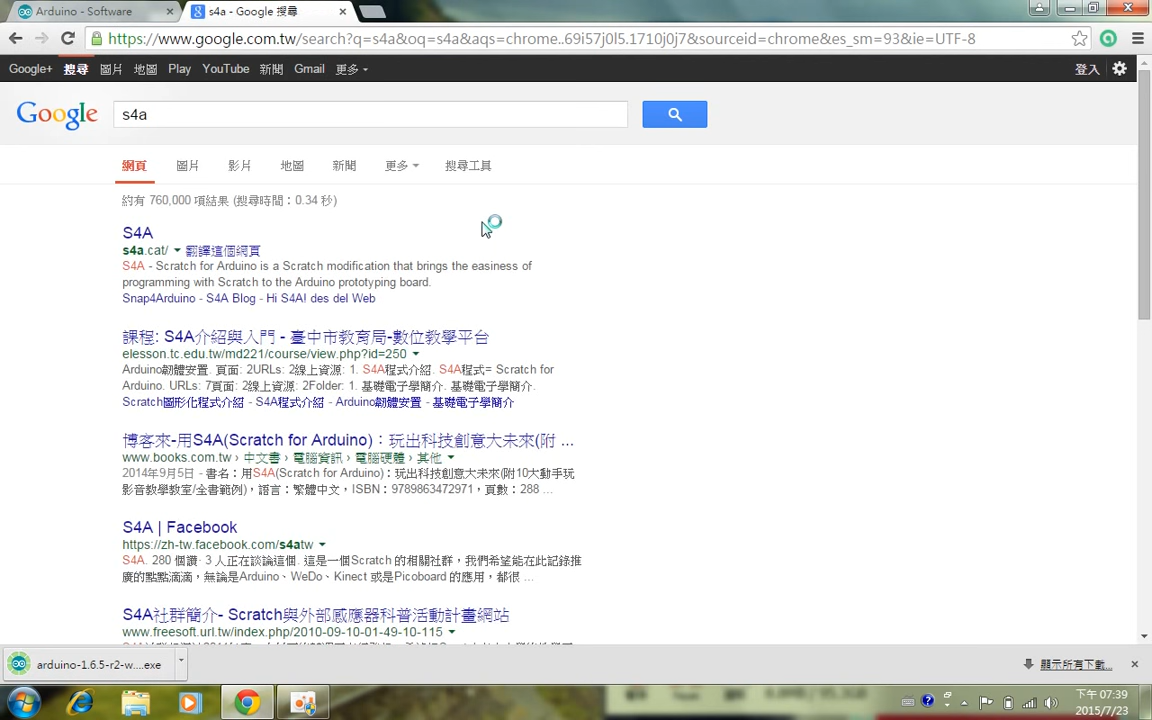 Arduino - Software
s4a - Google 搜尋
https://www.google.com.tw/search?q=s4a&oq=s4a&aqs=chrome..69i57j0l5.1710j0j7&sourceid=chrome&es_sm=93&ie=UTF-8
Google+ 搜尋 圖片 地圖 Play YouTube 新聞 Gmail 更多 登入
Google s4a
網頁 圖片 影片 地圖 新聞 更多 搜尋工具
約有 760,000 項結果 (搜尋時間：0.34 秒)
S4A
s4a.cat/ 翻譯這個網頁
S4A - Scratch for Arduino is a Scratch modification that brings the easiness of
programming with Scratch to the Arduino prototyping board.
Snap4Arduino - S4A Blog - Hi S4A! des del Web
課程: S4A介紹與入門 - 臺中市教育局-數位教學平台
elesson.tc.edu.tw/md221/course/view.php?id=250
Arduino韌體安置. 頁面: 2URLs: 2線上資源: 1. S4A程式介紹. S4A程式= Scratch for
Arduino. URLs: 7頁面: 2線上資源: 2Folder: 1. 基礎電子學簡介. 基礎電子學簡介.
Scratch圖形化程式介紹 - S4A程式介紹 - Arduino韌體安置 - 基礎電子學簡介
博客來-用S4A(Scratch for Arduino)：玩出科技創意大未來(附 ...
www.books.com.tw › 中文書 › 電腦資訊 › 電腦硬體 › 其他
2014年9月5日 - 書名：用S4A(Scratch for Arduino)：玩出科技創意大未來(附10大動手玩
影音教學教室/全書範例)，語言：繁體中文，ISBN：9789863472971，頁數：288 ...
S4A | Facebook
https://zh-tw.facebook.com/s4atw
S4A. 280 個讚· 3 人正在談論這個. 這是一個Scratch 的相關社群，我們希望能在此記錄推
廣的點點滴滴，無論是Arduino、WeDo、Kinect 或是Picoboard 的應用，都很 ...
S4A社群簡介- Scratch與外部感應器科普活動計畫網站
www.freesoft.url.tw/index.php/2010-09-10-01-49-10-115
arduino-1.6.5-r2-w....exe
顯示所有下載...
下午 07:39
2015/7/23